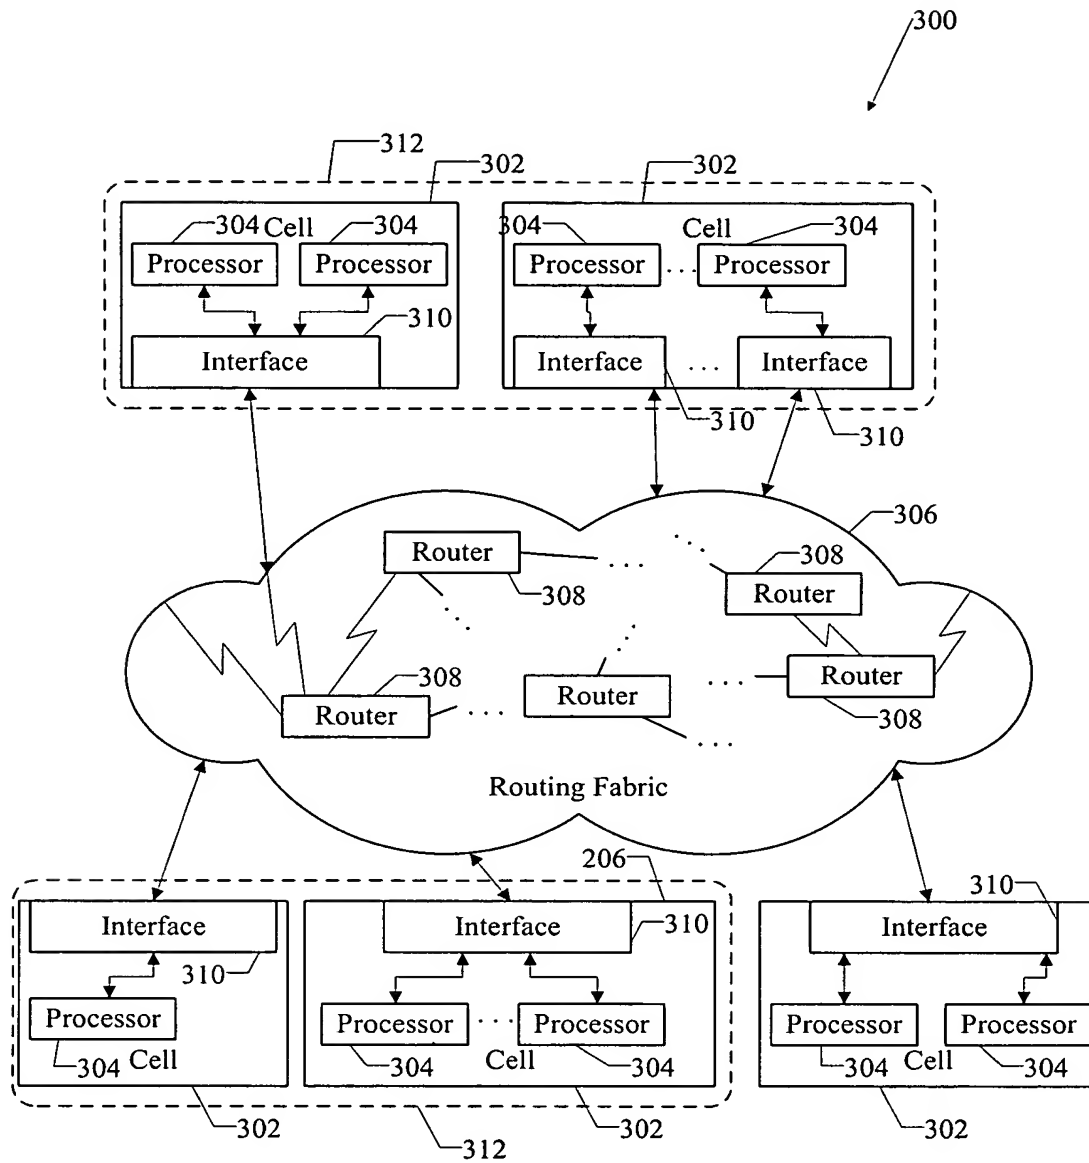 300
312
302
302
304 Cell 304
Processor Processor
304 Cell 304
Processor ... Processor
310
Interface
Interface ... Interface
310
310
306
Router
308
...
...
308
Router
...
...
308
Router
...
Router
...
...
Router
308
Routing Fabric
206
Interface
310
Processor
304 Cell
302
Interface
310
Processor ... Processor
304 Cell 304
302
312
310
Interface
Processor Processor
304 Cell 304
302